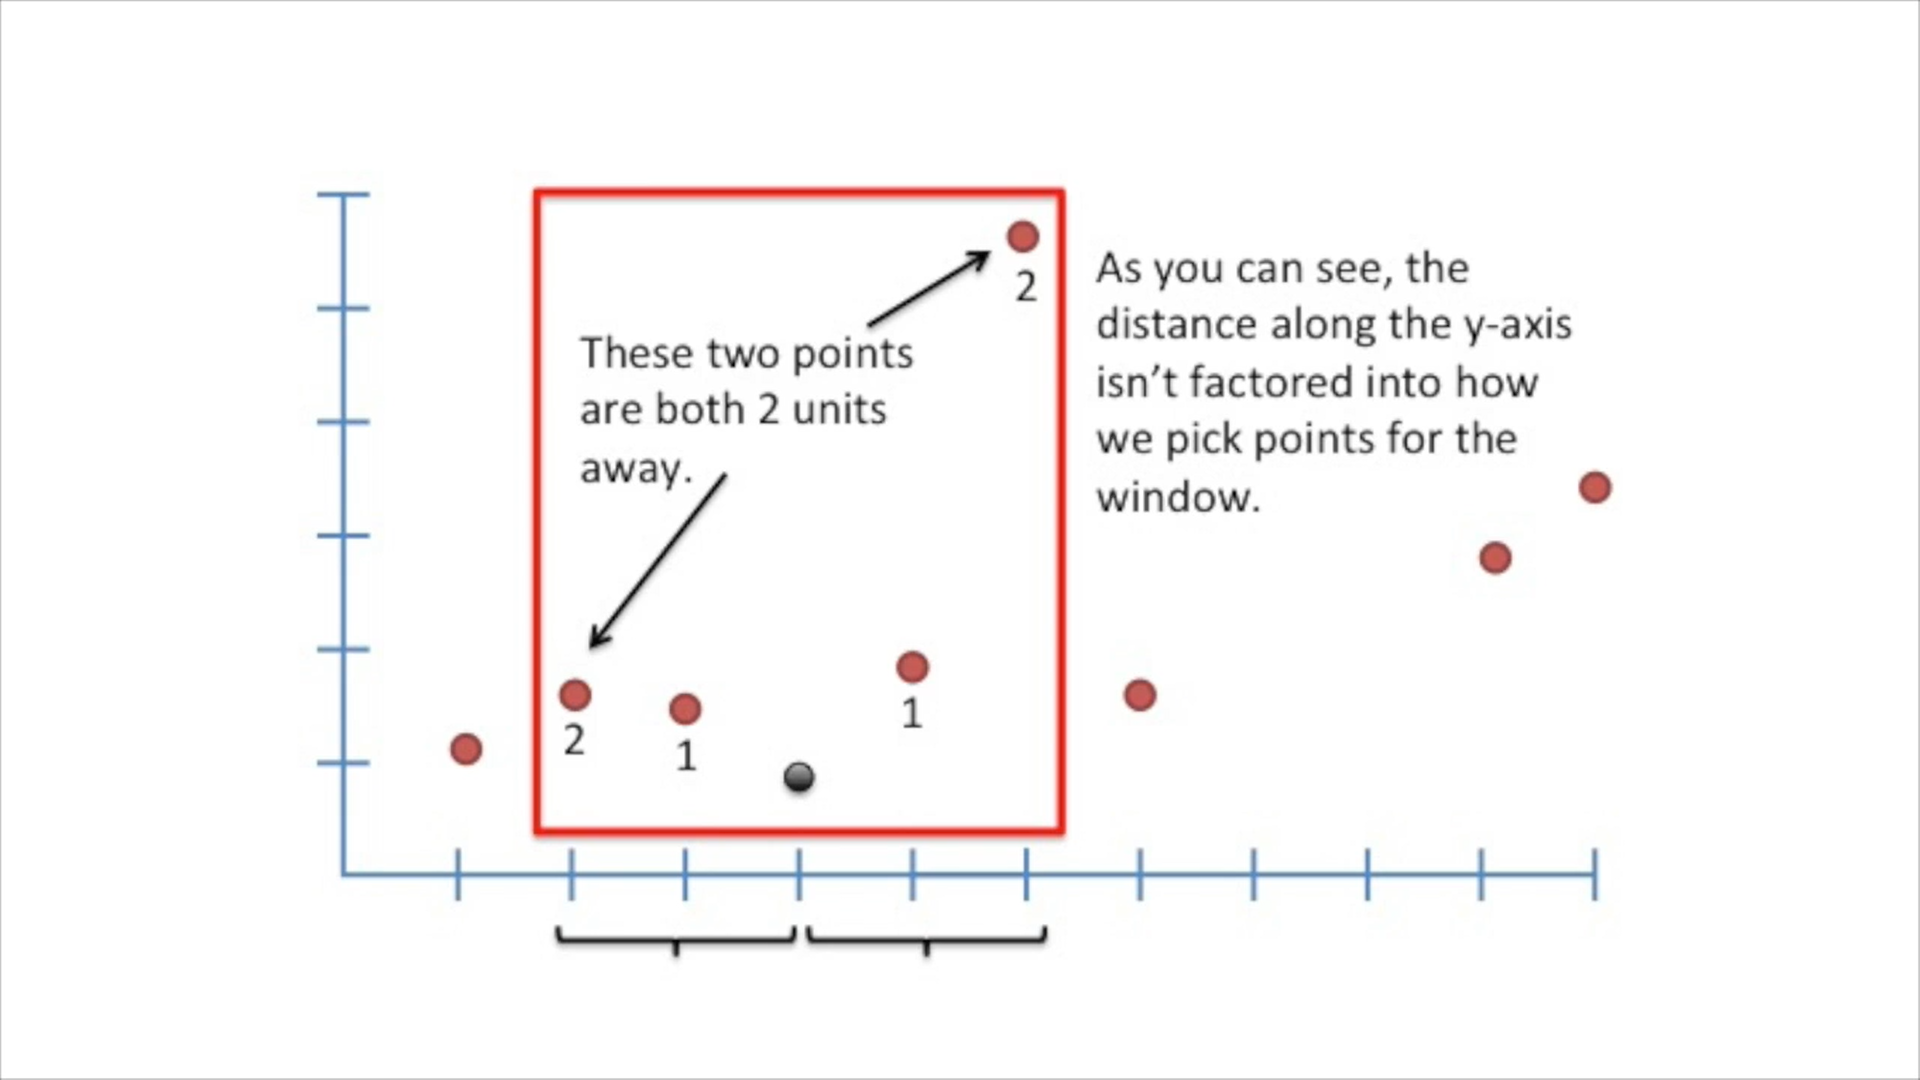 As you can see, the
distance along the y-axis
isn’t factored into how
we pick points for the
window.
These two points
are both 2 units
away.
2
2
1
1